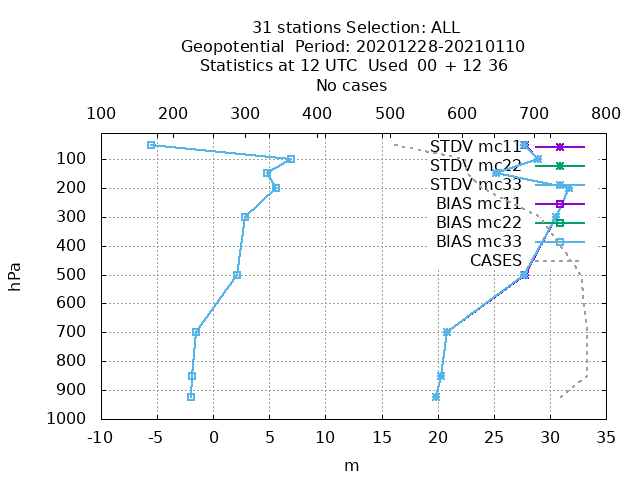 31 stations Selection: ALL
Geopotential  Period: 20201228-20210110
Statistics at 12 UTC  Used  00 + 12 36
No cases
100 200 300 400 500 600 700 800
STDV mc11
STDV mc22
STDV mc33
BIAS mc11
BIAS mc22
BIAS mc33
CASES
100
200
300
400
500
600
700
800
900
1000
hPa
-10 -5 0 5 10 15 20 25 30 35
m